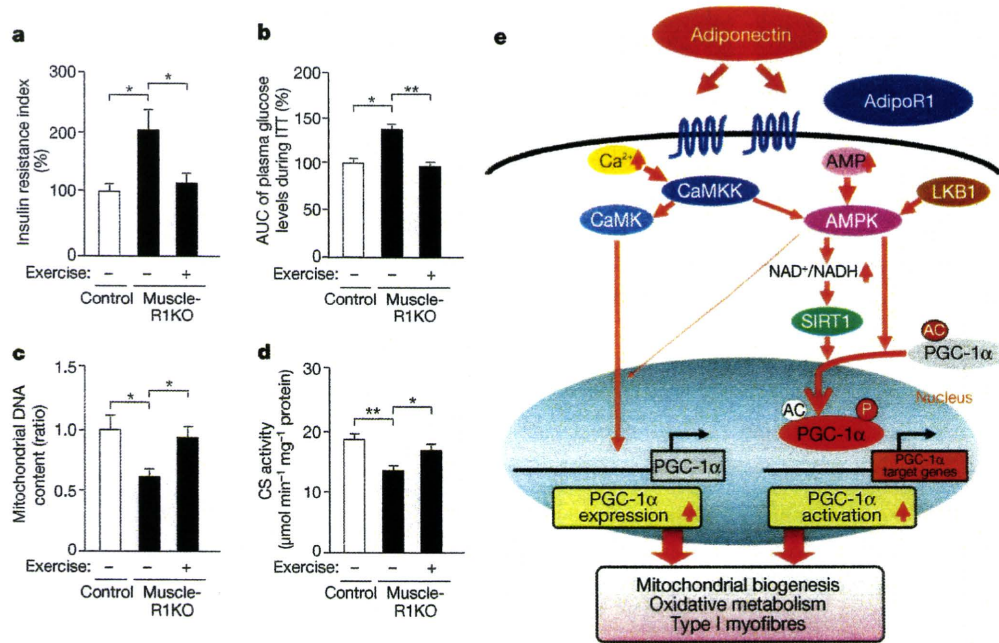 a
Insulin resistance index
(%)
300
200
100
0
*
*
Exercise:
–
–
+
Control
Muscle-
R1KO
b
AUC of plasma glucose
levels during ITT (%)
200
150
100
50
0
*
**
Exercise:
–
–
+
Control
Muscle-
R1KO
c
Mitochondrial DNA
content (ratio)
1.5
1.0
0.5
0
*
*
Exercise:
–
–
+
Control
Muscle-
R1KO
d
CS activity
(μmol min⁻¹ mg⁻¹ protein)
30
20
10
0
**
*
Exercise:
–
–
+
Control
Muscle-
R1KO
e
Adiponectin
AdipoR1
Ca²⁺
AMP
CaMKK
LKB1
CaMK
AMPK
NAD⁺/NADH
SIRT1
AC
PGC-1α
Nucleus
AC
P
PGC-1α
PGC-1α
PGC-1α
target genes
PGC-1α
expression
PGC-1α
activation
Mitochondrial biogenesis
Oxidative metabolism
Type I myofibres